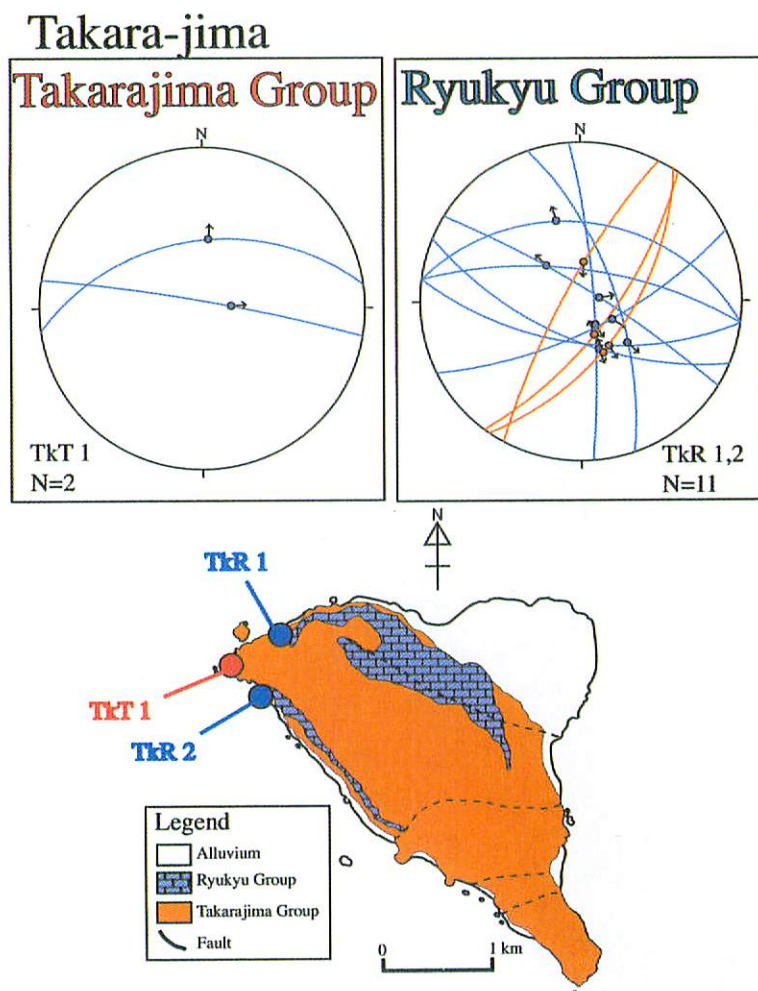 Takara-jima
Takarajima Group
N
TkT 1
N=2
Ryukyu Group
N
TkR 1,2
N=11
N
TkR 1
TkT 1
TkR 2
Legend
Alluvium
Ryukyu Group
Takarajima Group
Fault
0 1 km